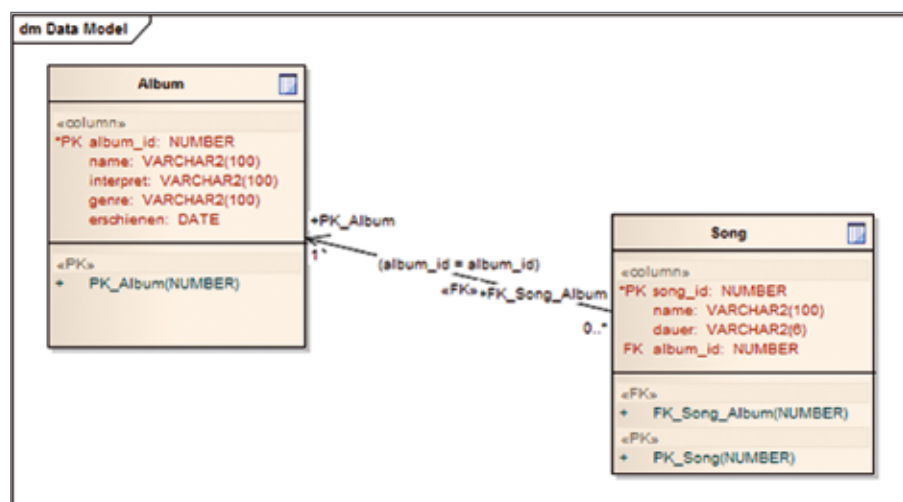 dm Data Model
Album
«column»
*PK album_id: NUMBER
name: VARCHAR2(100)
interpret: VARCHAR2(100)
genre: VARCHAR2(100)
erschienen: DATE
«PK»
+ PK_Album(NUMBER)
+PK_Album
1
(album_id = album_id)
«FK»
+FK_Song_Album
0..*
Song
«column»
*PK song_id: NUMBER
name: VARCHAR2(100)
dauer: VARCHAR2(6)
FK album_id: NUMBER
«FK»
+ FK_Song_Album(NUMBER)
«PK»
+ PK_Song(NUMBER)